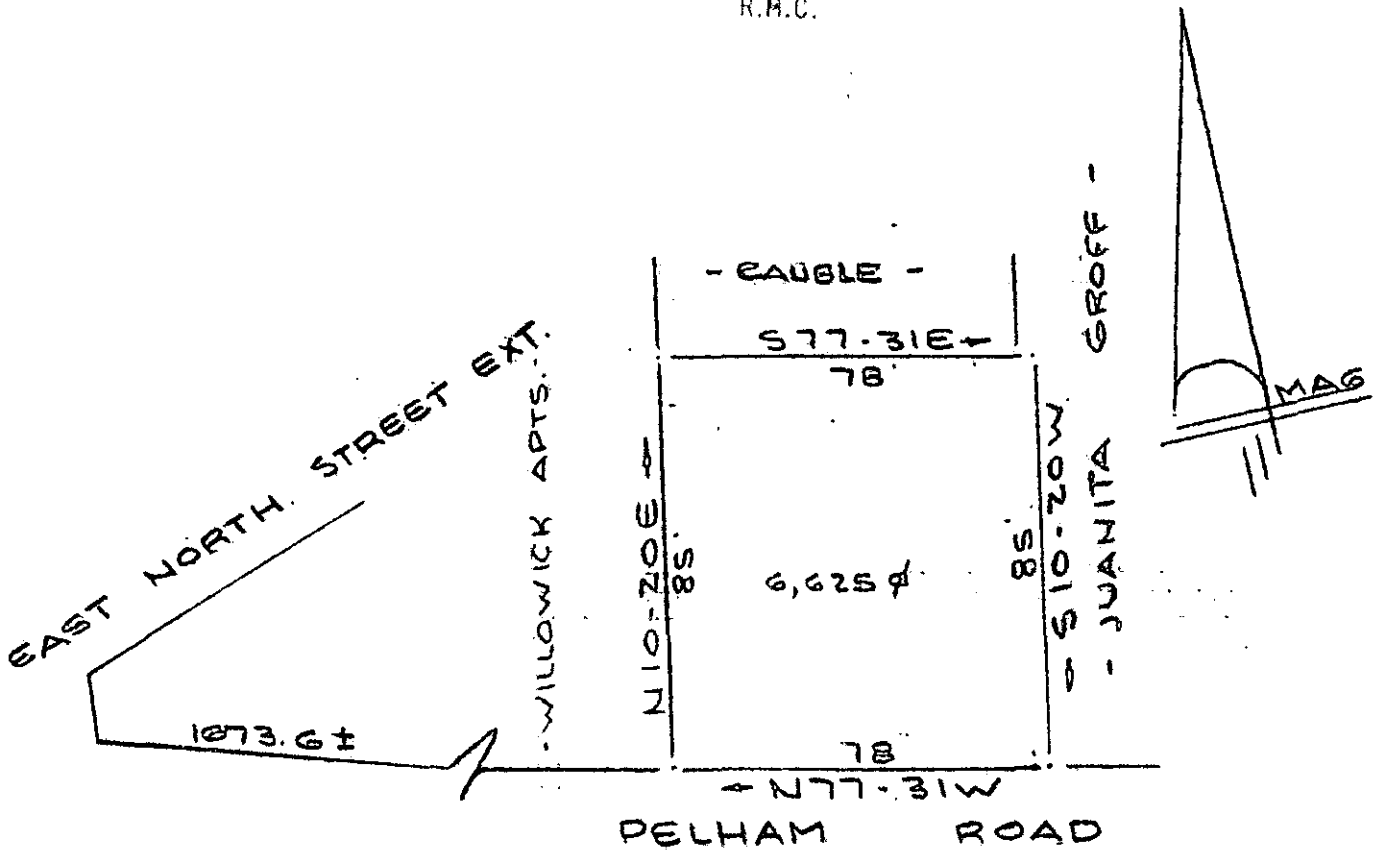 R.M.C.
- CAUBLE -
S77-31E
78
EAST NORTH STREET EXT.
- WILLOWICK APTS. -
N10-20E
85
6,625
85
S10-20W
- JUANITA GROFF -
MAG
1873.6 ±
78
N77-31W
PELHAM ROAD